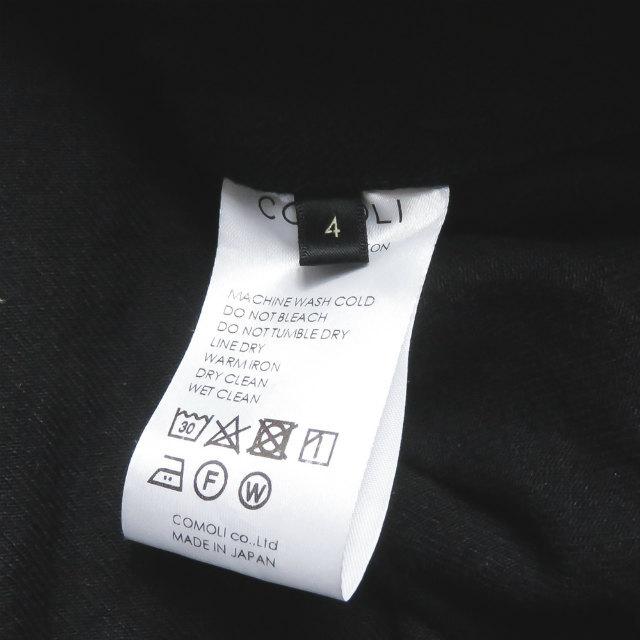 COMOLI
4
MACHINE WASH COLD
DO NOT BLEACH
DO NOT TUMBLE DRY
LINE DRY
WARM IRON
DRY CLEAN
WET CLEAN
30
F W
COMOLI co.,Ltd
MADE IN JAPAN